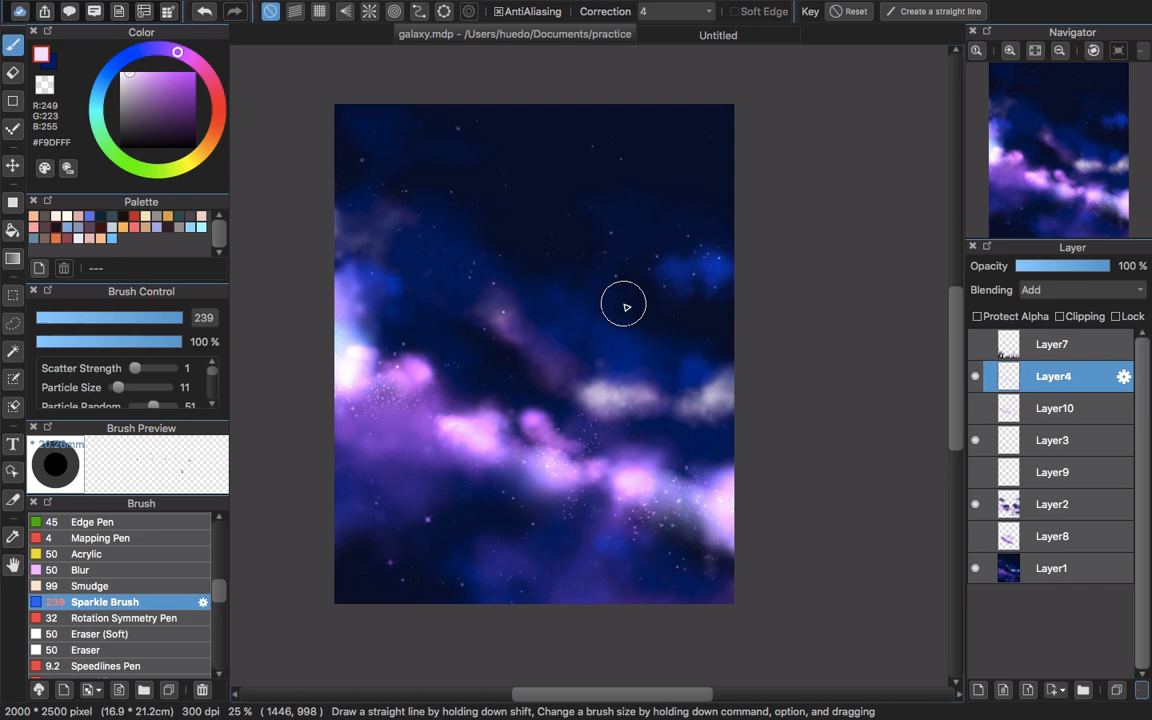 AntiAliasing Correction 4 Soft Edge Key Reset Create a straight line
Color
galaxy.mdp - /Users/huedo/Documents/practice
Untitled
Navigator
R:249
G:223
B:255
#F9DFFF
Palette
---
Brush Control
239
100 %
Scatter Strength 1
Particle Size 11
Particle Random 51
Brush Preview
* 20.26mm
Brush
45 Edge Pen
4 Mapping Pen
50 Acrylic
50 Blur
99 Smudge
239 Sparkle Brush
32 Rotation Symmetry Pen
50 Eraser (Soft)
50 Eraser
9.2 Speedlines Pen
Layer
Opacity 100 %
Blending Add
Protect Alpha Clipping Lock
Layer7
Layer4
Layer10
Layer3
Layer9
Layer2
Layer8
Layer1
2000 * 2500 pixel (16.9 * 21.2cm) 300 dpi 25 % ( 1446, 998 ) Draw a straight line by holding down shift, Change a brush size by holding down command, option, and dragging